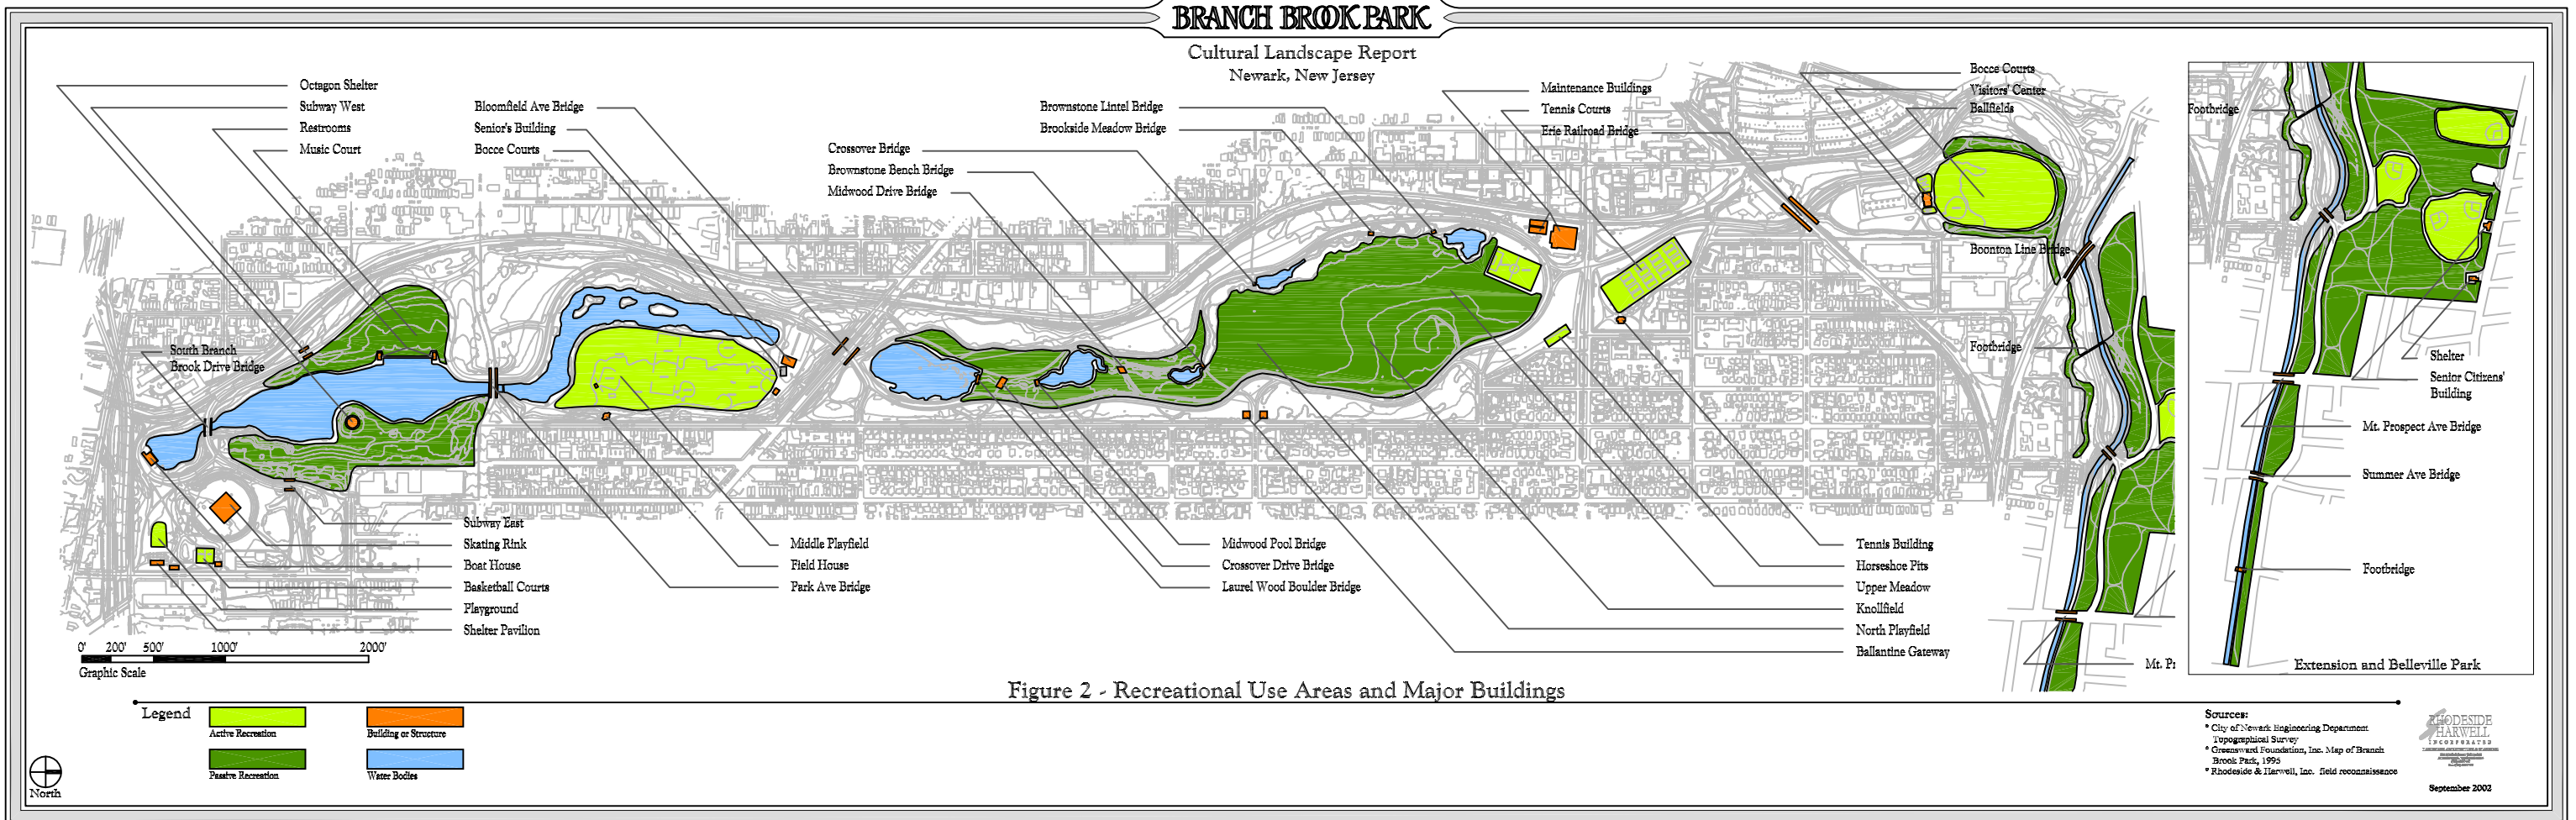 BRANCH BROOK PARK
Cultural Landscape Report
Newark, New Jersey
Octagon Shelter
Subway West
Restrooms
Music Court
Bloomfield Ave Bridge
Senior's Building
Bocce Courts
Crossover Bridge
Brownstone Bench Bridge
Midwood Drive Bridge
Brownstone Lintel Bridge
Brookside Meadow Bridge
Maintenance Buildings
Tennis Courts
Erie Railroad Bridge
Bocce Courts
Visitors' Center
Ballfields
Boonton Line Bridge
Footbridge
Footbridge
South Branch
Brook Drive Bridge
Shelter
Senior Citizens'
Building
Mt. Prospect Ave Bridge
Summer Ave Bridge
Footbridge
Extension and Belleville Park
Subway East
Skating Rink
Boat House
Basketball Courts
Playground
Shelter Pavilion
Middle Playfield
Field House
Park Ave Bridge
Midwood Pool Bridge
Crossover Drive Bridge
Laurel Wood Boulder Bridge
Tennis Building
Horseshoe Pits
Upper Meadow
Knollfield
North Playfield
Ballantine Gateway
Mt. Pr
0' 200' 500' 1000' 2000'
Graphic Scale
Figure 2 - Recreational Use Areas and Major Buildings
Legend
Active Recreation
Building or Structure
Passive Recreation
Water Bodies
North
Sources:
* City of Newark Engineering Department
Topographical Survey
* Greensward Foundation, Inc. Map of Branch
Brook Park, 1995
* Rhodeside & Harwell, Inc. field reconnaissance
RHODESIDE
HARWELL
INCORPORATED
September 2002